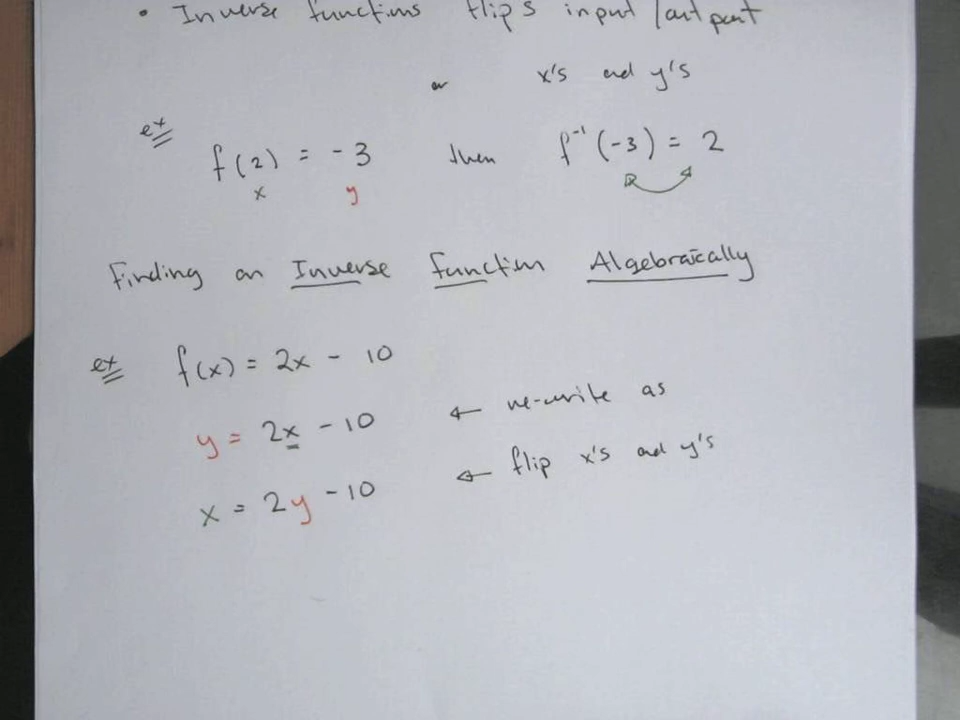 • Inverse functions flips input/output
or x's and y's
ex f(2) = -3 then f⁻¹(-3) = 2
x y
Finding an Inverse Function Algebraically
ex f(x) = 2x - 10
y = 2x - 10 ← re-write as
x = 2y - 10 ← flip x's and y's